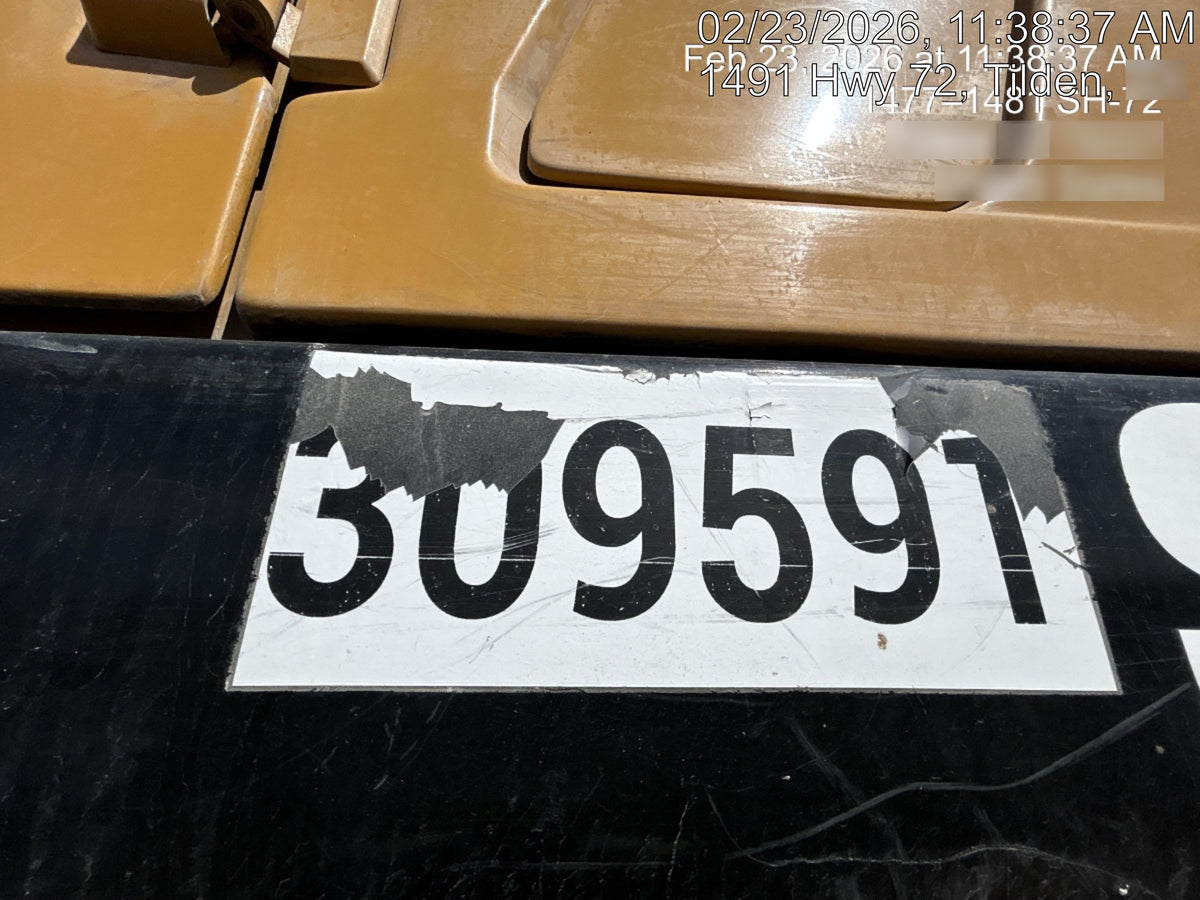 02/23/2026, 11:38:37 AM
Feb 23, 2026 at 11:38:37 AM
1491 Hwy 72, Tilden,
1477–1481 SH-72
309591